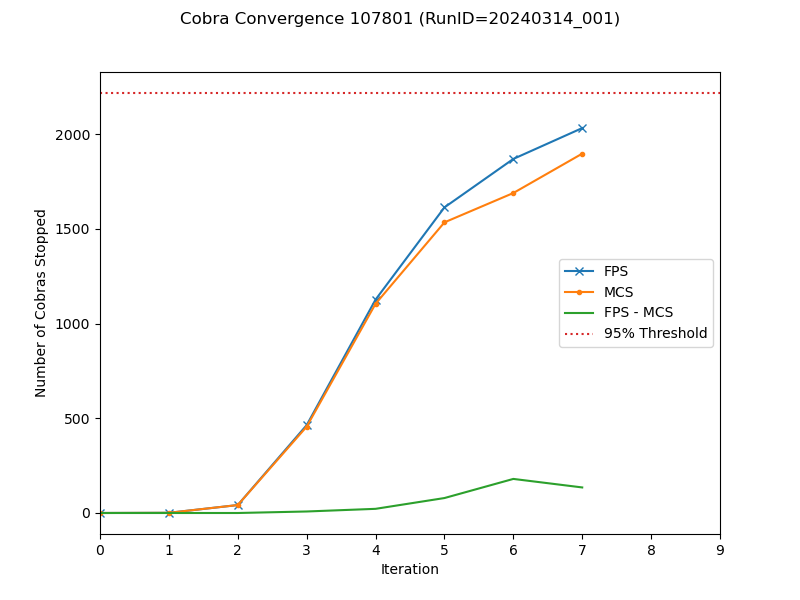 Cobra Convergence 107801 (RunID=20240314_001)
2000
1500
1000
500
0
Number of Cobras Stopped
FPS
MCS
FPS - MCS
95% Threshold
0 1 2 3 4 5 6 7 8 9
Iteration